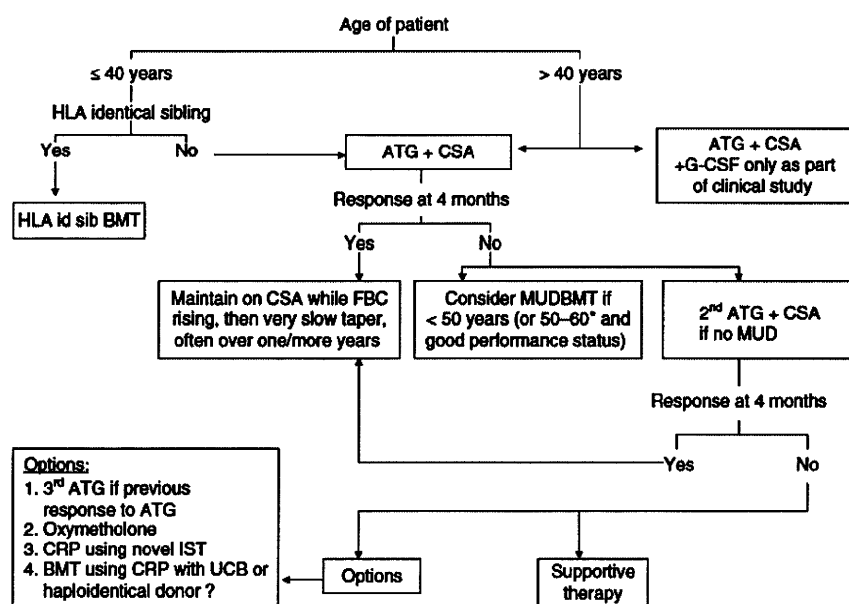 Age of patient
≤ 40 years
> 40 years
HLA identical sibling
Yes
No
ATG + CSA
ATG + CSA
+G-CSF only as part
of clinical study
HLA id sib BMT
Response at 4 months
Yes
No
Maintain on CSA while FBC
rising, then very slow taper,
often over one/more years
Consider MUDBMT if
< 50 years (or 50–60* and
good performance status)
2nd ATG + CSA
if no MUD
Response at 4 months
Yes
No
Options:
1. 3rd ATG if previous
response to ATG
2. Oxymetholone
3. CRP using novel IST
4. BMT using CRP with UCB or
haploidentical donor ?
Options
Supportive
therapy